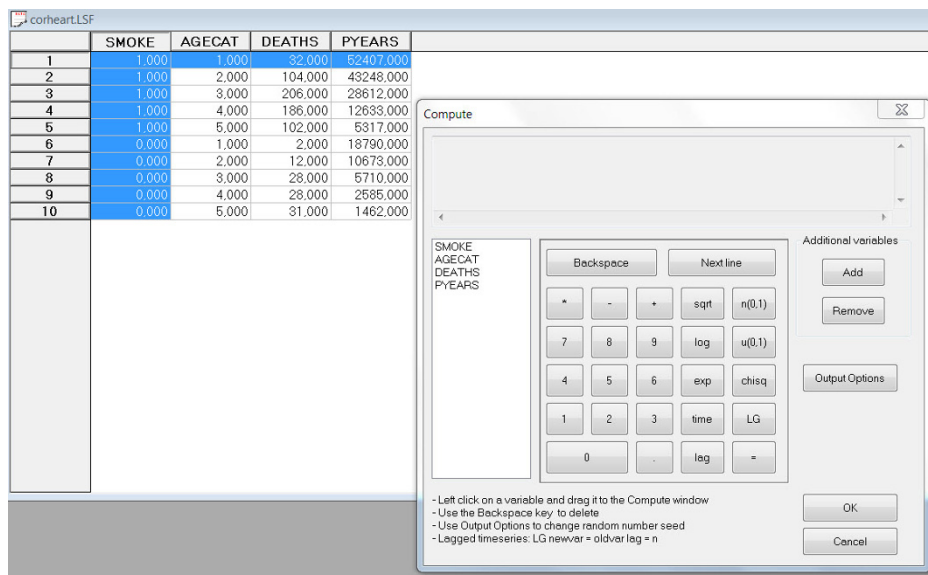 corheart.LSF
SMOKE AGECAT DEATHS PYEARS
1 1,000 1,000 32,000 52407,000
2 1,000 2,000 104,000 43248,000
3 1,000 3,000 206,000 28612,000
4 1,000 4,000 186,000 12633,000
5 1,000 5,000 102,000 5317,000
6 0,000 1,000 2,000 18790,000
7 0,000 2,000 12,000 10673,000
8 0,000 3,000 28,000 5710,000
9 0,000 4,000 28,000 2585,000
10 0,000 5,000 31,000 1462,000
Compute
SMOKE
AGECAT
DEATHS
PYEARS
Backspace Next line
* - + sqrt n(0,1)
7 8 9 log u(0,1)
4 5 6 exp chisq
1 2 3 time LG
0 . lag =
Additional variables
Add
Remove
Output Options
- Left click on a variable and drag it to the Compute window
- Use the Backspace key to delete
- Use Output Options to change random number seed
- Lagged timeseries: LG newvar = oldvar lag = n
OK
Cancel